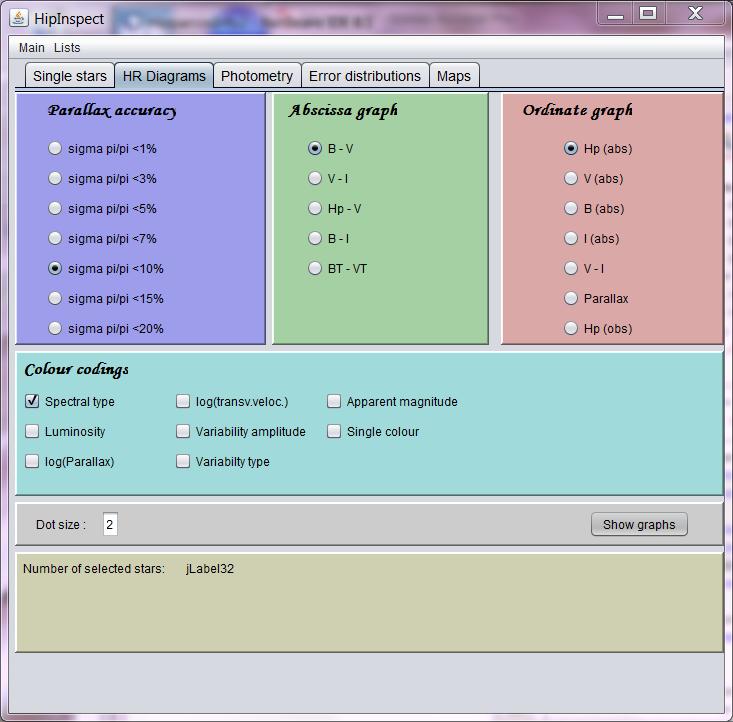 HipInspect
Main Lists
Single stars HR Diagrams Photometry Error distributions Maps
Parallax accuracy
sigma pi/pi <1%
sigma pi/pi <3%
sigma pi/pi <5%
sigma pi/pi <7%
sigma pi/pi <10%
sigma pi/pi <15%
sigma pi/pi <20%
Abscissa graph
B - V
V - I
Hp - V
B - I
BT - VT
Ordinate graph
Hp (abs)
V (abs)
B (abs)
I (abs)
V - I
Parallax
Hp (obs)
Colour codings
Spectral type log(transv.veloc.) Apparent magnitude
Luminosity Variability amplitude Single colour
log(Parallax) Variabilty type
Dot size : 2 Show graphs
Number of selected stars: jLabel32